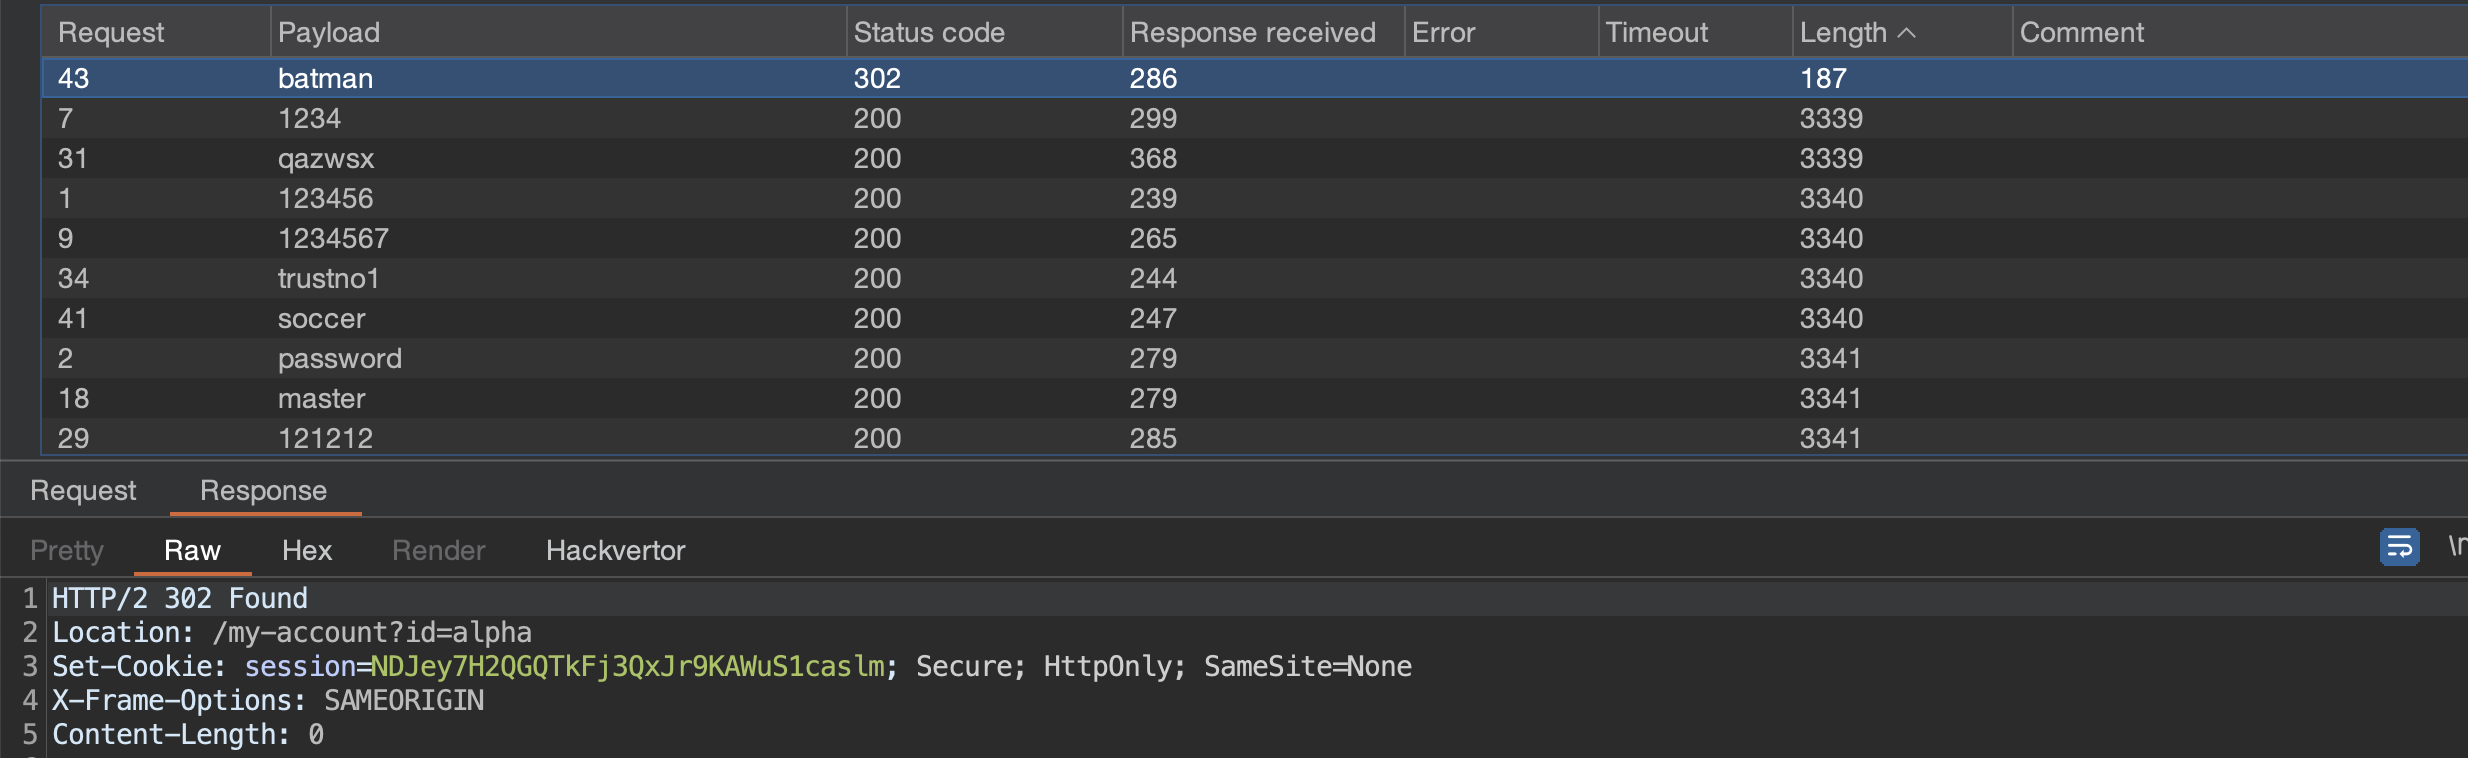 Request Payload Status code Response received Error Timeout Length Comment
43 batman 302 286 187
7 1234 200 299 3339
31 qazwsx 200 368 3339
1 123456 200 239 3340
9 1234567 200 265 3340
34 trustno1 200 244 3340
41 soccer 200 247 3340
2 password 200 279 3341
18 master 200 279 3341
29 121212 200 285 3341
Request Response
Pretty Raw Hex Render Hackvertor
1 HTTP/2 302 Found
2 Location: /my-account?id=alpha
3 Set-Cookie: session=NDJey7H2QGQTkFj3QxJr9KAWuS1caslm; Secure; HttpOnly; SameSite=None
4 X-Frame-Options: SAMEORIGIN
5 Content-Length: 0